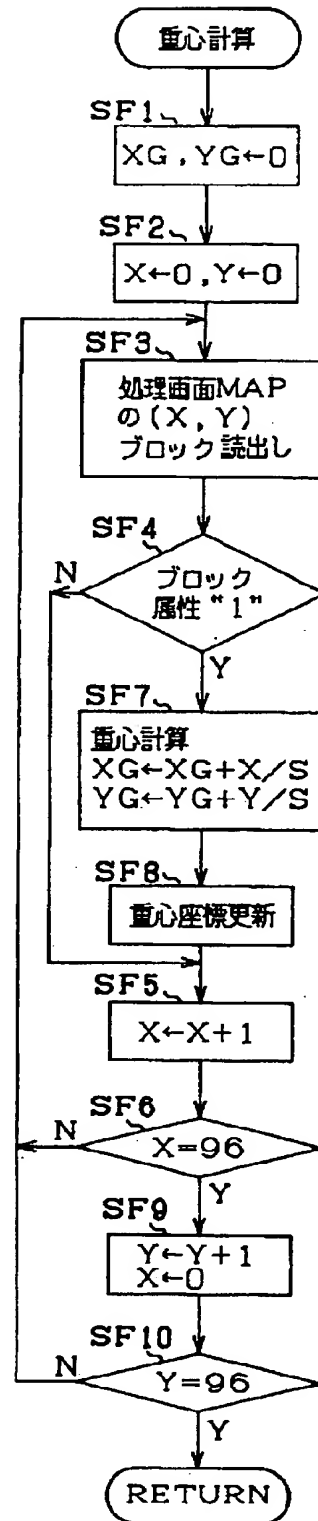 重心計算
SF1
XG,YG←0
SF2
X←0,Y←0
SF3
処理画面MAP
の(X,Y)
ブロック読出し
SF4
N
ブロック
属性"1"
Y
SF7
重心計算
XG←XG+X/S
YG←YG+Y/S
SF8
重心座標更新
SF5
X←X+1
SF6
N
X=96
Y
SF9
Y←Y+1
X←0
SF10
N
Y=96
Y
RETURN